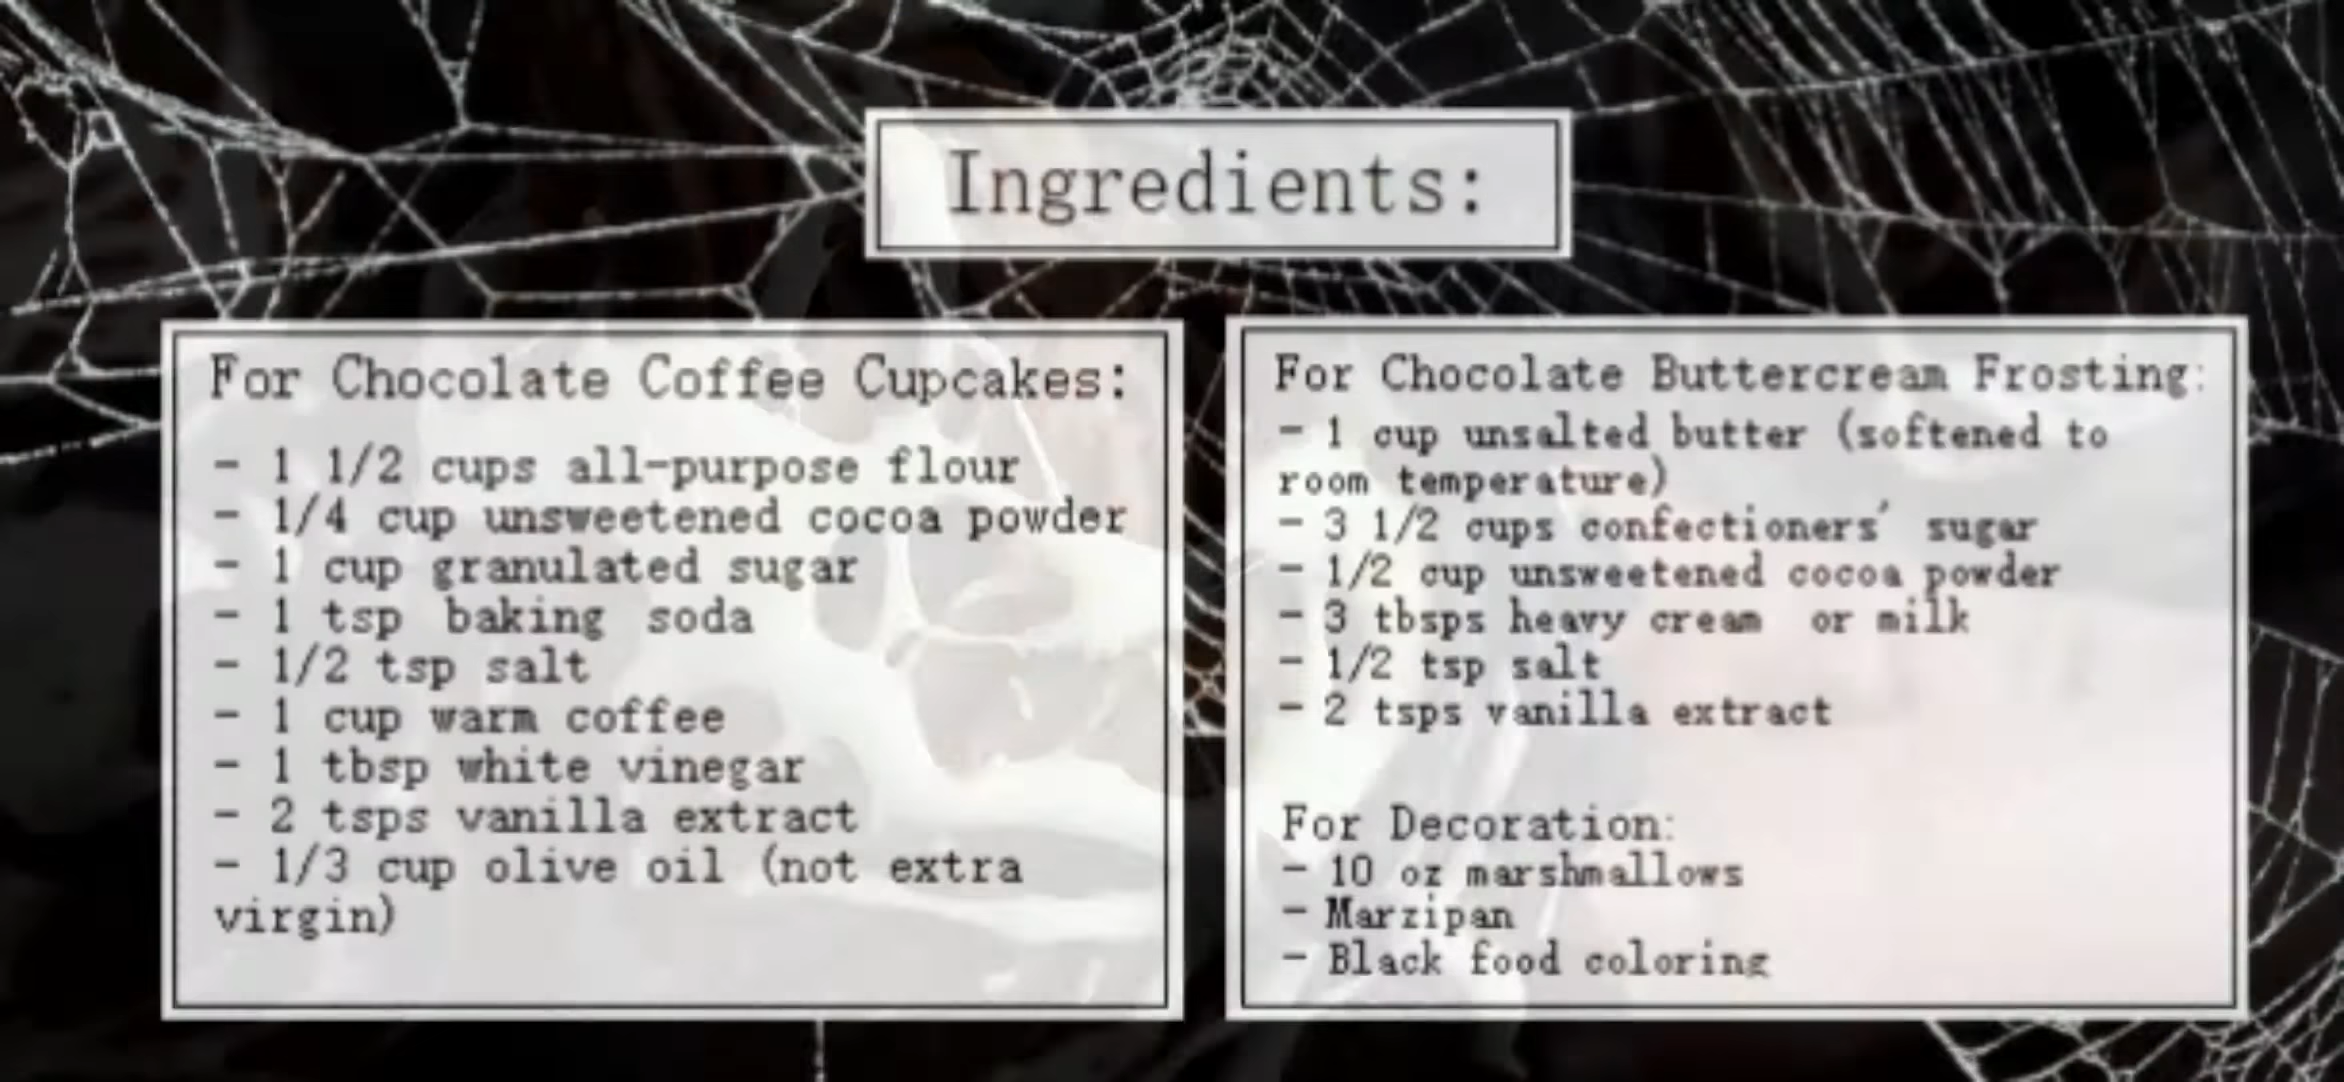 Ingredients:
For Chocolate Coffee Cupcakes:
- 1 1/2 cups all-purpose flour
- 1/4 cup unsweetened cocoa powder
- 1 cup granulated sugar
- 1 tsp baking soda
- 1/2 tsp salt
- 1 cup warm coffee
- 1 tbsp white vinegar
- 2 tsps vanilla extract
- 1/3 cup olive oil (not extra
virgin)
For Chocolate Buttercream Frosting:
- 1 cup unsalted butter (softened to
room temperature)
- 3 1/2 cups confectioners' sugar
- 1/2 cup unsweetened cocoa powder
- 3 tbsps heavy cream or milk
- 1/2 tsp salt
- 2 tsps vanilla extract
For Decoration:
- 10 oz marshmallows
- Marzipan
- Black food coloring